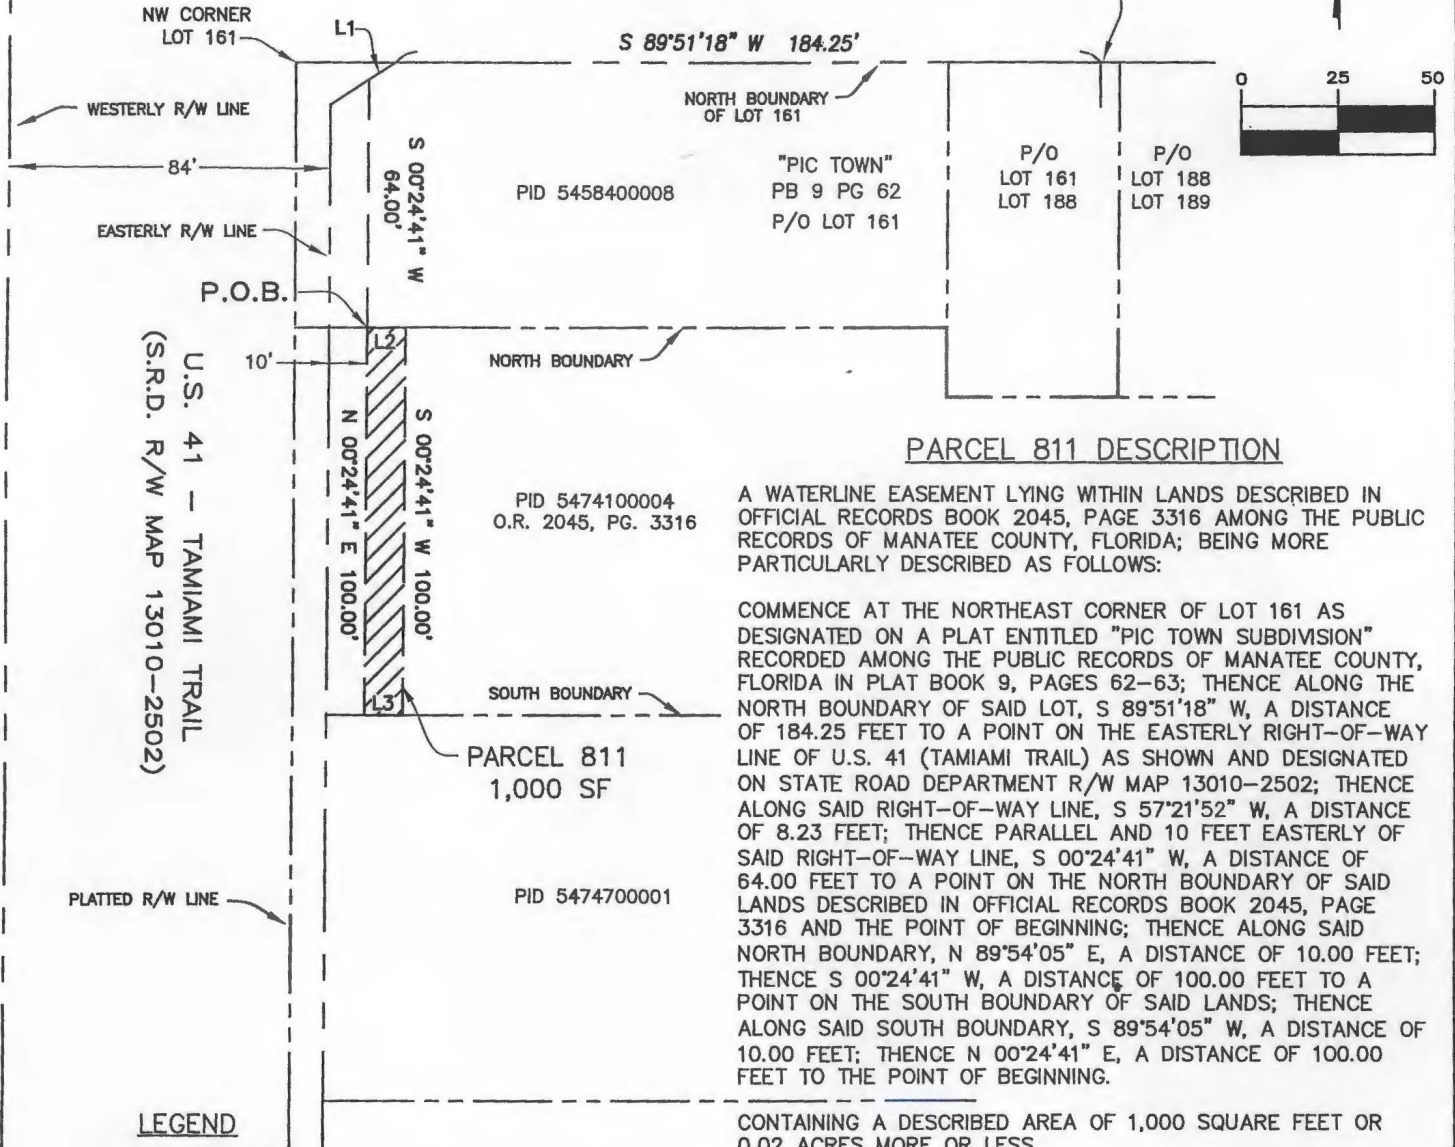 NW CORNER
LOT 161
L1
S 89°51'18" W 184.25'
0 25 50
WESTERLY R/W LINE
NORTH BOUNDARY
OF LOT 161
84'
S 00°24'41" W
64.00'
PID 5458400008
"PIC TOWN"
PB 9 PG 62
P/O LOT 161
P/O
LOT 161
LOT 188
P/O
LOT 188
LOT 189
EASTERLY R/W LINE
P.O.B.
L2
10'
NORTH BOUNDARY
U.S. 41 – TAMIAMI TRAIL
(S.R.D. R/W MAP 13010–2502)
N 00°24'41" E 100.00'
S 00°24'41" W 100.00'
PID 5474100004
O.R. 2045, PG. 3316
SOUTH BOUNDARY
L3
PARCEL 811
1,000 SF
PLATTED R/W LINE
PID 5474700001
LEGEND
PARCEL 811 DESCRIPTION
A WATERLINE EASEMENT LYING WITHIN LANDS DESCRIBED IN
OFFICIAL RECORDS BOOK 2045, PAGE 3316 AMONG THE PUBLIC
RECORDS OF MANATEE COUNTY, FLORIDA; BEING MORE
PARTICULARLY DESCRIBED AS FOLLOWS:
COMMENCE AT THE NORTHEAST CORNER OF LOT 161 AS
DESIGNATED ON A PLAT ENTITLED "PIC TOWN SUBDIVISION"
RECORDED AMONG THE PUBLIC RECORDS OF MANATEE COUNTY,
FLORIDA IN PLAT BOOK 9, PAGES 62–63; THENCE ALONG THE
NORTH BOUNDARY OF SAID LOT, S 89°51'18" W, A DISTANCE
OF 184.25 FEET TO A POINT ON THE EASTERLY RIGHT–OF–WAY
LINE OF U.S. 41 (TAMIAMI TRAIL) AS SHOWN AND DESIGNATED
ON STATE ROAD DEPARTMENT R/W MAP 13010–2502; THENCE
ALONG SAID RIGHT–OF–WAY LINE, S 57°21'52" W, A DISTANCE
OF 8.23 FEET; THENCE PARALLEL AND 10 FEET EASTERLY OF
SAID RIGHT–OF–WAY LINE, S 00°24'41" W, A DISTANCE OF
64.00 FEET TO A POINT ON THE NORTH BOUNDARY OF SAID
LANDS DESCRIBED IN OFFICIAL RECORDS BOOK 2045, PAGE
3316 AND THE POINT OF BEGINNING; THENCE ALONG SAID
NORTH BOUNDARY, N 89°54'05" E, A DISTANCE OF 10.00 FEET;
THENCE S 00°24'41" W, A DISTANCE OF 100.00 FEET TO A
POINT ON THE SOUTH BOUNDARY OF SAID LANDS; THENCE
ALONG SAID SOUTH BOUNDARY, S 89°54'05" W, A DISTANCE OF
10.00 FEET; THENCE N 00°24'41" E, A DISTANCE OF 100.00
FEET TO THE POINT OF BEGINNING.
CONTAINING A DESCRIBED AREA OF 1,000 SQUARE FEET OR
0.02 ACRES MORE OR LESS